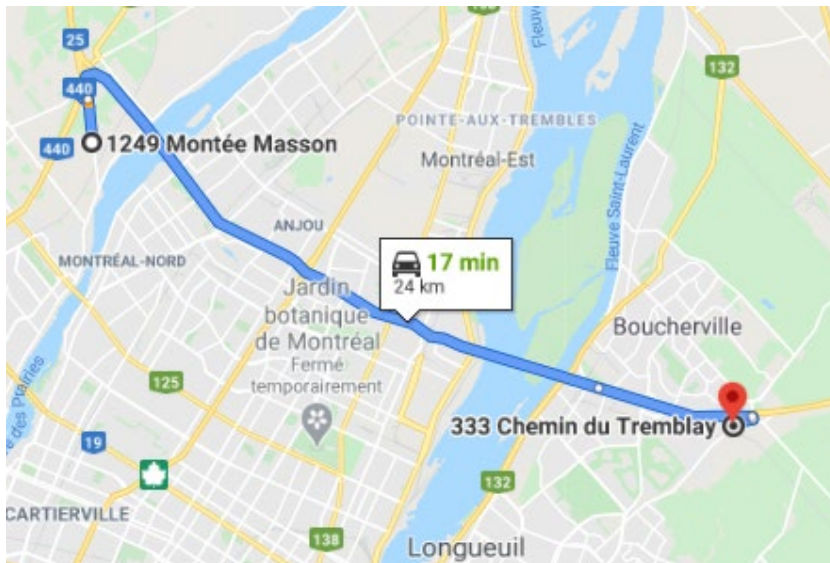 25
440
440
1249 Montée Masson
132
POINTE-AUX-TREMBLES
Montréal-Est
Fleuve Saint-Laurent
ANJOU
MONTRÉAL-NORD
17 min
24 km
Jardin
botanique
de Montréal
Fermé
temporairement
Boucherville
333 Chemin du Tremblay
125
19
132
138
CARTIERVILLE
Longueuil
des Prairies